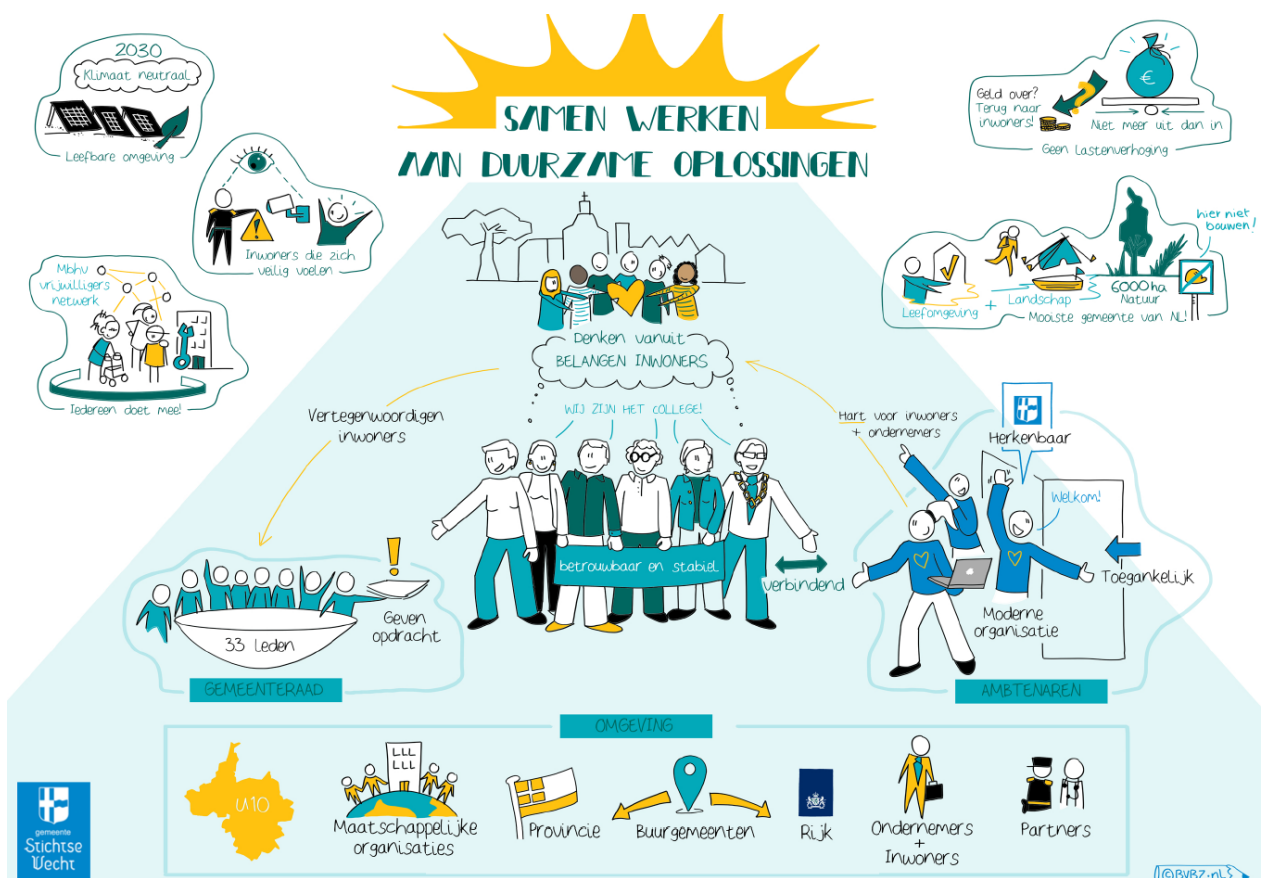 SAMEN WERKEN
AAN DUURZAME OPLOSSINGEN
2030
Klimaat neutraal
Leefbare omgeving
Inwoners die zich
veilig voelen
Mbhv
vrijwilligers
netwerk
Iedereen doet mee!
Geld over?
Terug naar
inwoners!
?
€
Niet meer uit dan in
Geen lastenverhoging
hier niet
bouwen!
Leefomgeving
+
Landschap
6000 ha
Natuur
Mooiste gemeente van NL!
Denken vanuit
BELANGEN INWONERS
WIJ ZIJN HET COLLEGE!
Vertegenwoordigen
inwoners
Hart voor inwoners
+ ondernemers
betrouwbaar en stabiel
verbindend
33 leden
!
Geven
opdracht
GEMEENTERAAD
Herkenbaar
Welkom!
Toegankelijk
Moderne
organisatie
AMBTENAREN
OMGEVING
U10
Maatschappelijke
organisaties
Provincie
Buurgemeenten
Rijk
Ondernemers
+
Inwoners
Partners
gemeente
Stichtse
Vecht
©BVBZ.nL